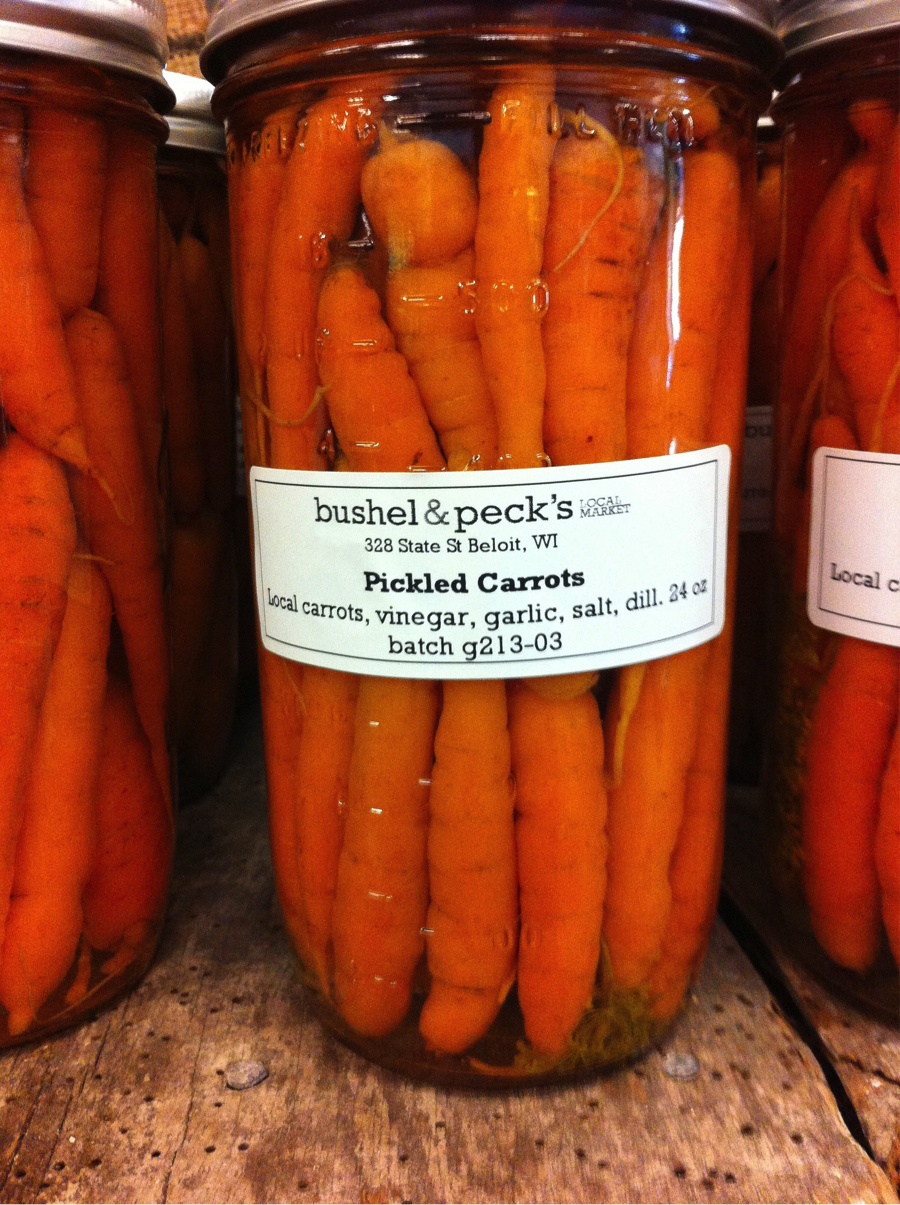 bushel&peck's LOCAL MARKET
328 State St Beloit, WI
Pickled Carrots
Local carrots, vinegar, garlic, salt, dill. 24 oz
batch g213-03
Local c